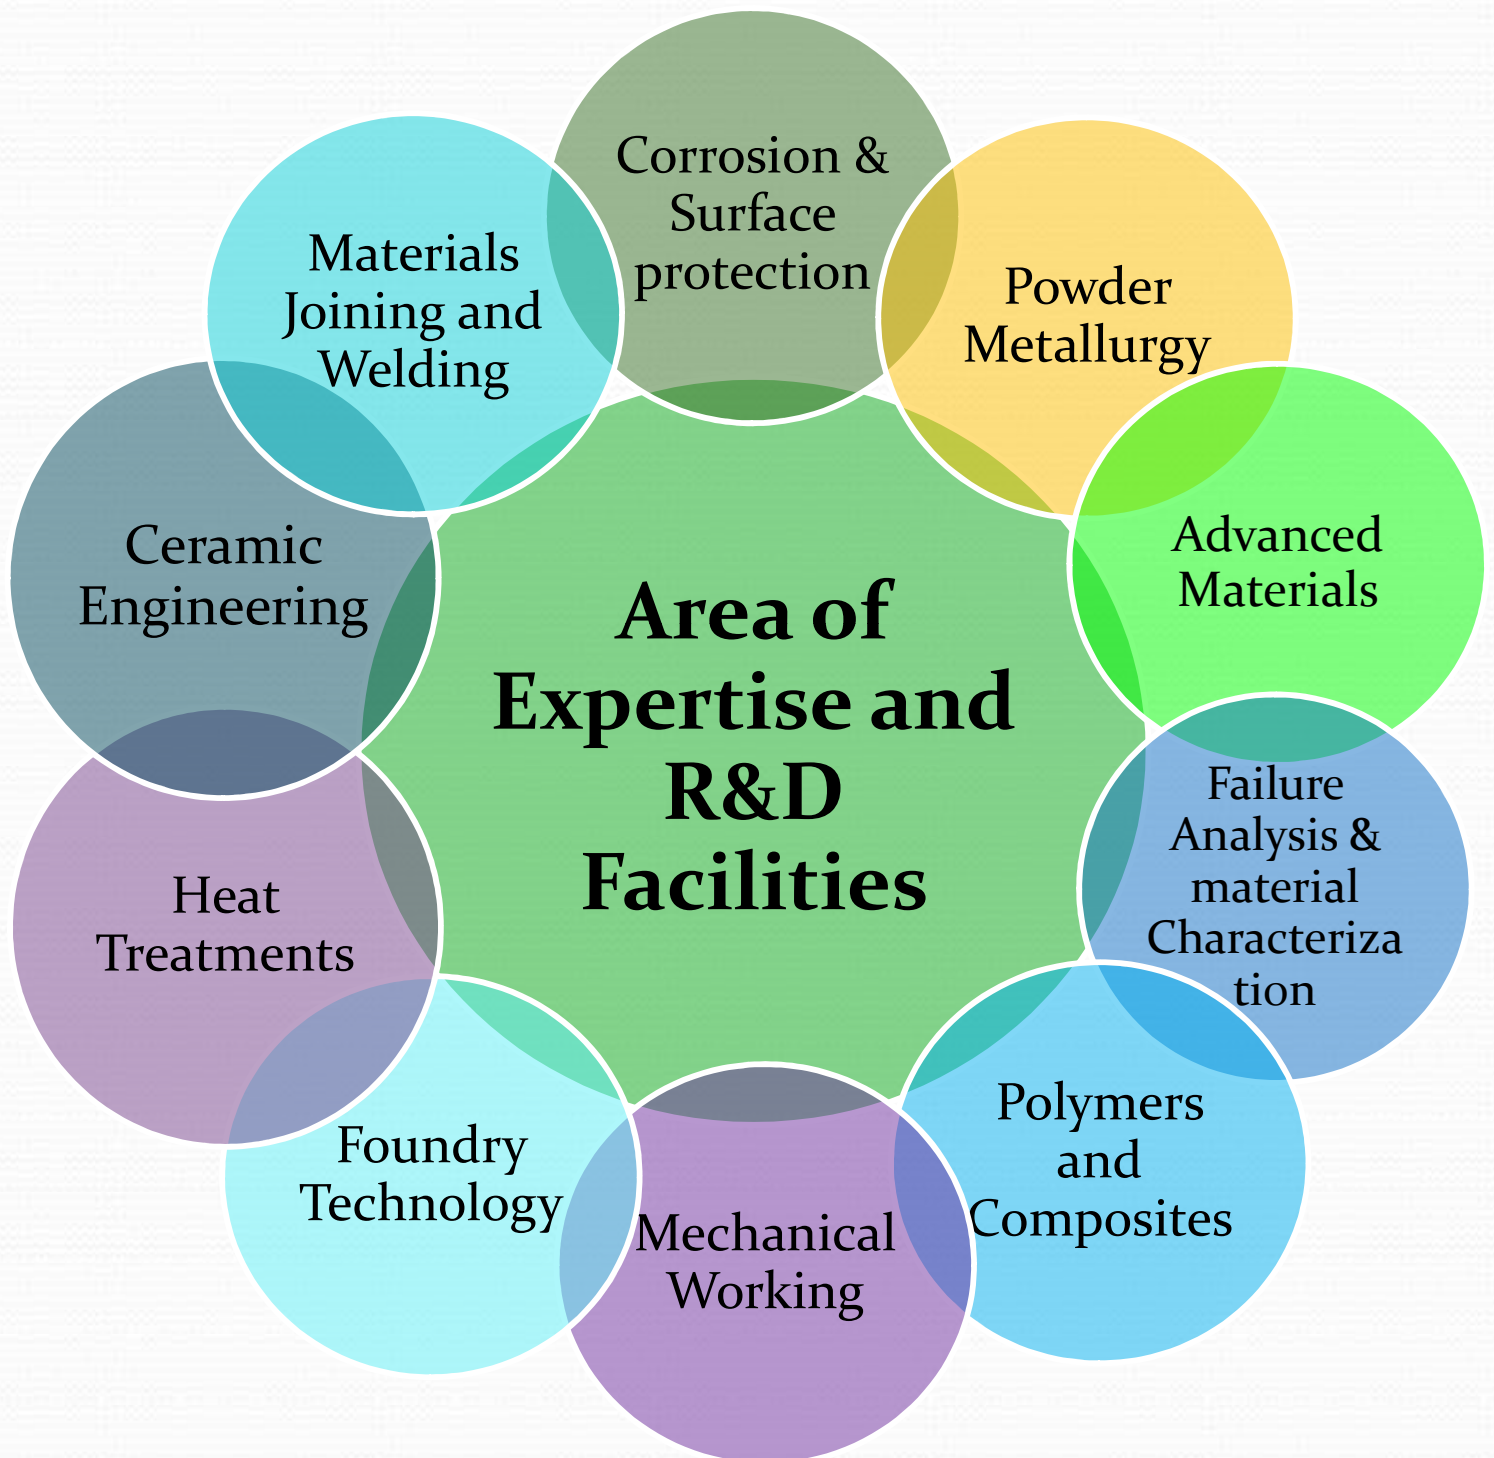 Corrosion &
Surface
protection
Powder
Metallurgy
Advanced
Materials
Failure
Analysis &
material
Characteriza
tion
Polymers
and
Composites
Mechanical
Working
Foundry
Technology
Heat
Treatments
Ceramic
Engineering
Materials
Joining and
Welding
Area of
Expertise and
R&D
Facilities